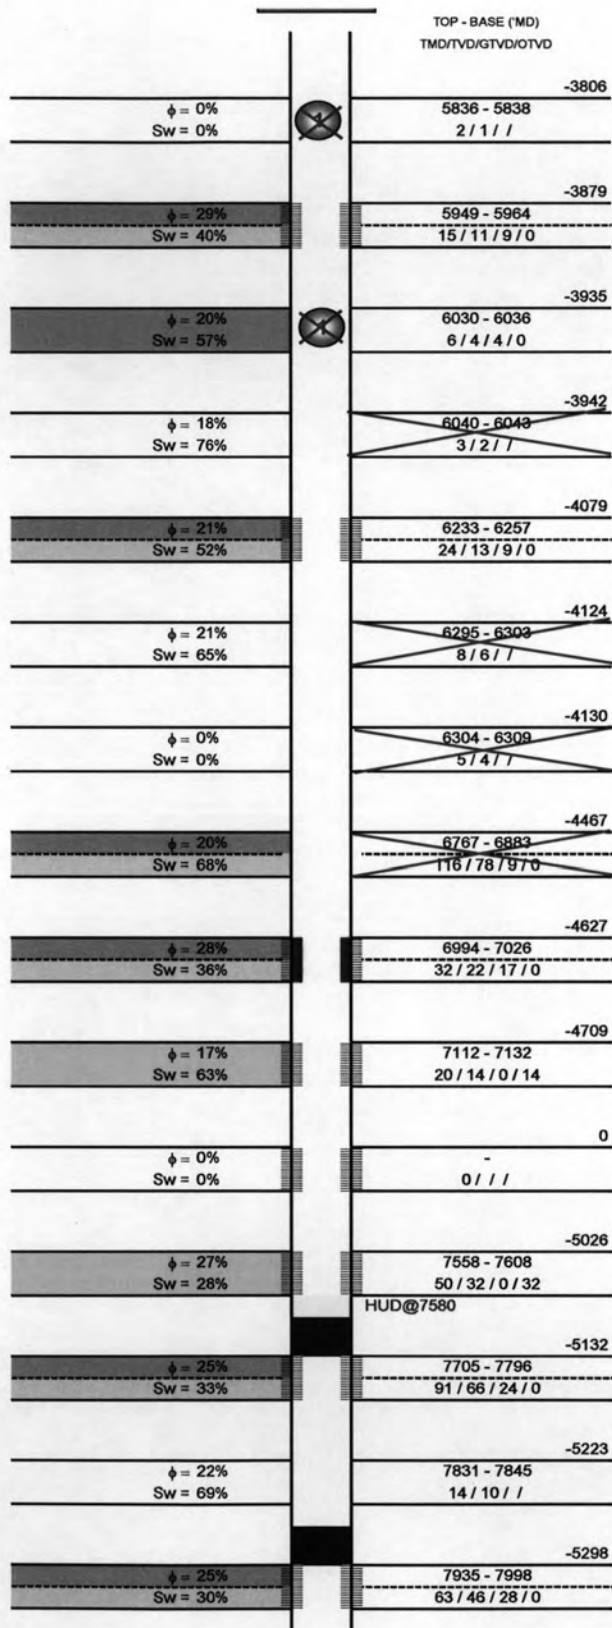 TOP - BASE ('MD)
TMD/TVD/GTVD/OTVD
-3806
ϕ = 0% 5836 - 5838
Sw = 0% 2 / 1 / /
-3879
ϕ = 29% 5949 - 5964
Sw = 40% 15 / 11 / 9 / 0
-3935
ϕ = 20% 6030 - 6036
Sw = 57% 6 / 4 / 4 / 0
-3942
ϕ = 18% 6040 - 6043
Sw = 76% 3 / 2 / /
-4079
ϕ = 21% 6233 - 6257
Sw = 52% 24 / 13 / 9 / 0
-4124
ϕ = 21% 6295 - 6303
Sw = 65% 8 / 6 / /
-4130
ϕ = 0% 6304 - 6309
Sw = 0% 5 / 4 / /
-4467
ϕ = 20% 6767 - 6883
Sw = 68% 116 / 78 / 9 / 0
-4627
ϕ = 28% 6994 - 7026
Sw = 36% 32 / 22 / 17 / 0
-4709
ϕ = 17% 7112 - 7132
Sw = 63% 20 / 14 / 0 / 14
0
ϕ = 0% -
Sw = 0% 0 / / /
-5026
ϕ = 27% 7558 - 7608
Sw = 28% 50 / 32 / 0 / 32
HUD@7580
-5132
ϕ = 25% 7705 - 7796
Sw = 33% 91 / 66 / 24 / 0
-5223
ϕ = 22% 7831 - 7845
Sw = 69% 14 / 10 / /
-5298
ϕ = 25% 7935 - 7998
Sw = 30% 63 / 46 / 28 / 0